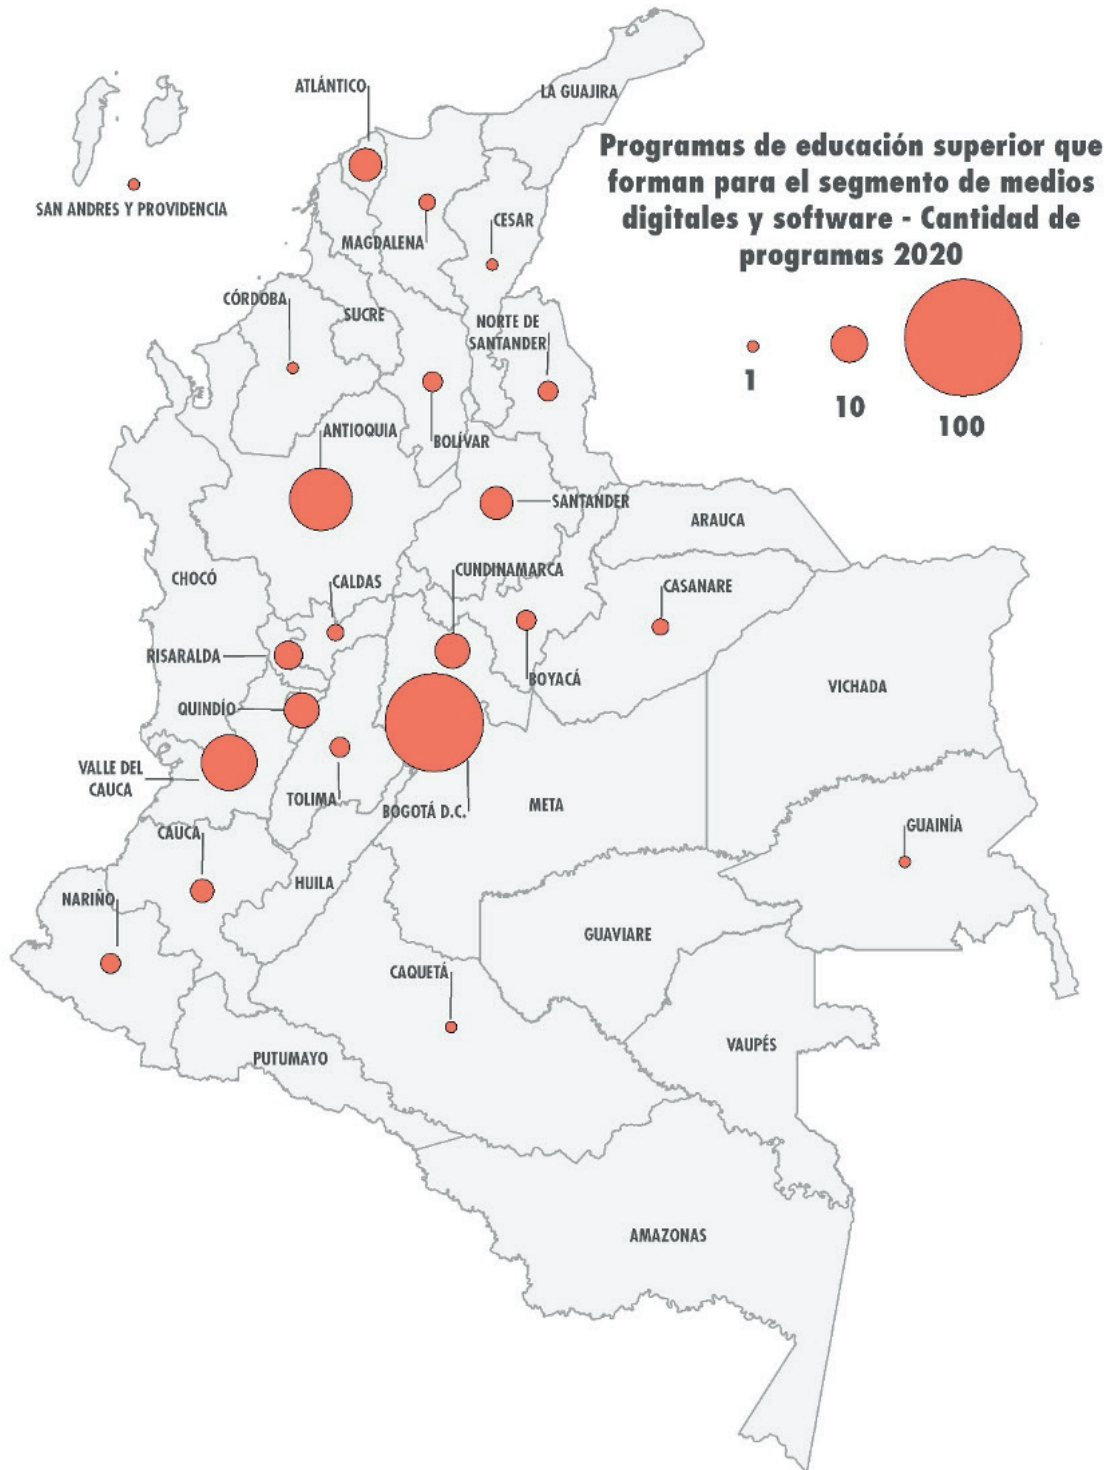 ATLÁNTICO
LA GUAJIRA
Programas de educación superior que
forman para el segmento de medios
digitales y software - Cantidad de
programas 2020
SAN ANDRES Y PROVIDENCIA
MAGDALENA
CESAR
CÓRDOBA
SUCRE
NORTE DE
SANTANDER
1
10
100
ANTIOQUIA
BOLÍVAR
SANTANDER
ARAUCA
CHOCÓ
CALDAS
CUNDINAMARCA
CASANARE
RISARALDA
BOYACÁ
VICHADA
QUINDÍO
VALLE DEL
CAUCA
TOLIMA
BOGOTÁ D.C.
META
CAUCA
GUAINÍA
HUILA
NARIÑO
GUAVIARE
CAQUETÁ
VAUPÉS
PUTUMAYO
AMAZONAS